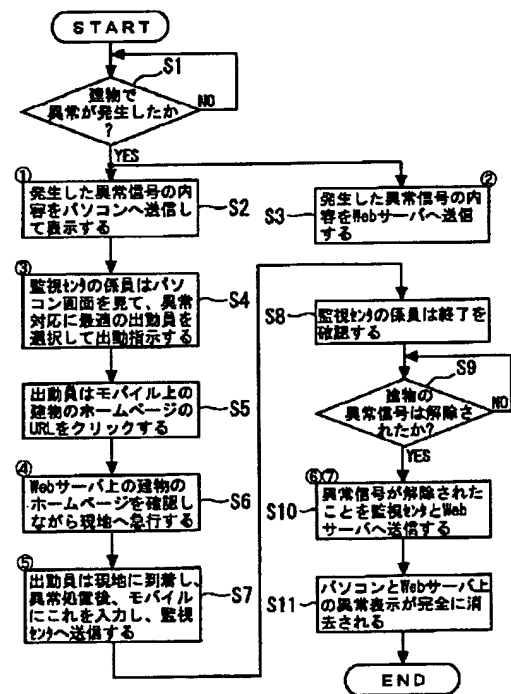 START
S1
建物で
異常が発生したか
?
NO
YES
①
発生した異常信号の内
容をパソコンへ送信し
て表示する
S2
②
発生した異常信号の内
容をWebサーバへ送信
する
S3
③
監視センタの係員はパソ
コン画面を見て、異常
対応に最適の出動員を
選択して出動指示する
S4
出動員はモバイル上の
建物のホームページの
URLをクリックする
S5
④
Webサーバ上の建物の
ホームページを確認し
ながら現地へ急行する
S6
⑤
出動員は現地に到着し、
異常処置後、モバイル
にこれを入力し、監視
センタへ送信する
S7
S8
監視センタの係員は終了を
確認する
S9
建物の
異常信号は解除され
たか?
NO
YES
⑥⑦
S10
異常信号が解除された
ことを監視センタとWeb
サーバへ送信する
S11
パソコンとWebサーバ上
の異常表示が完全に消
去される
END